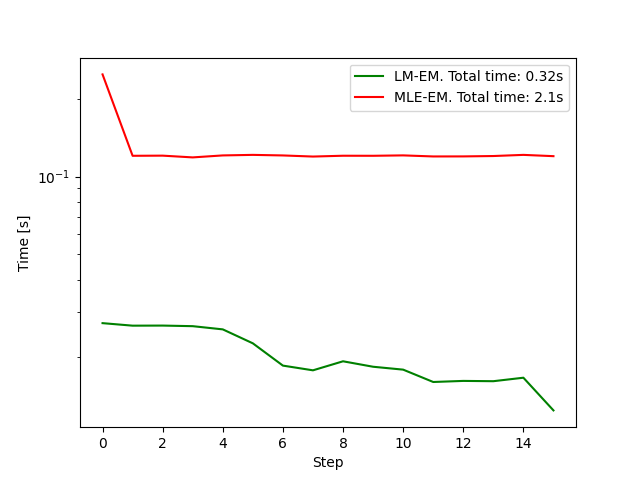 LM-EM. Total time: 0.32s
MLE-EM. Total time: 2.1s
10⁻¹
Time [s]
0 2 4 6 8 10 12 14
Step